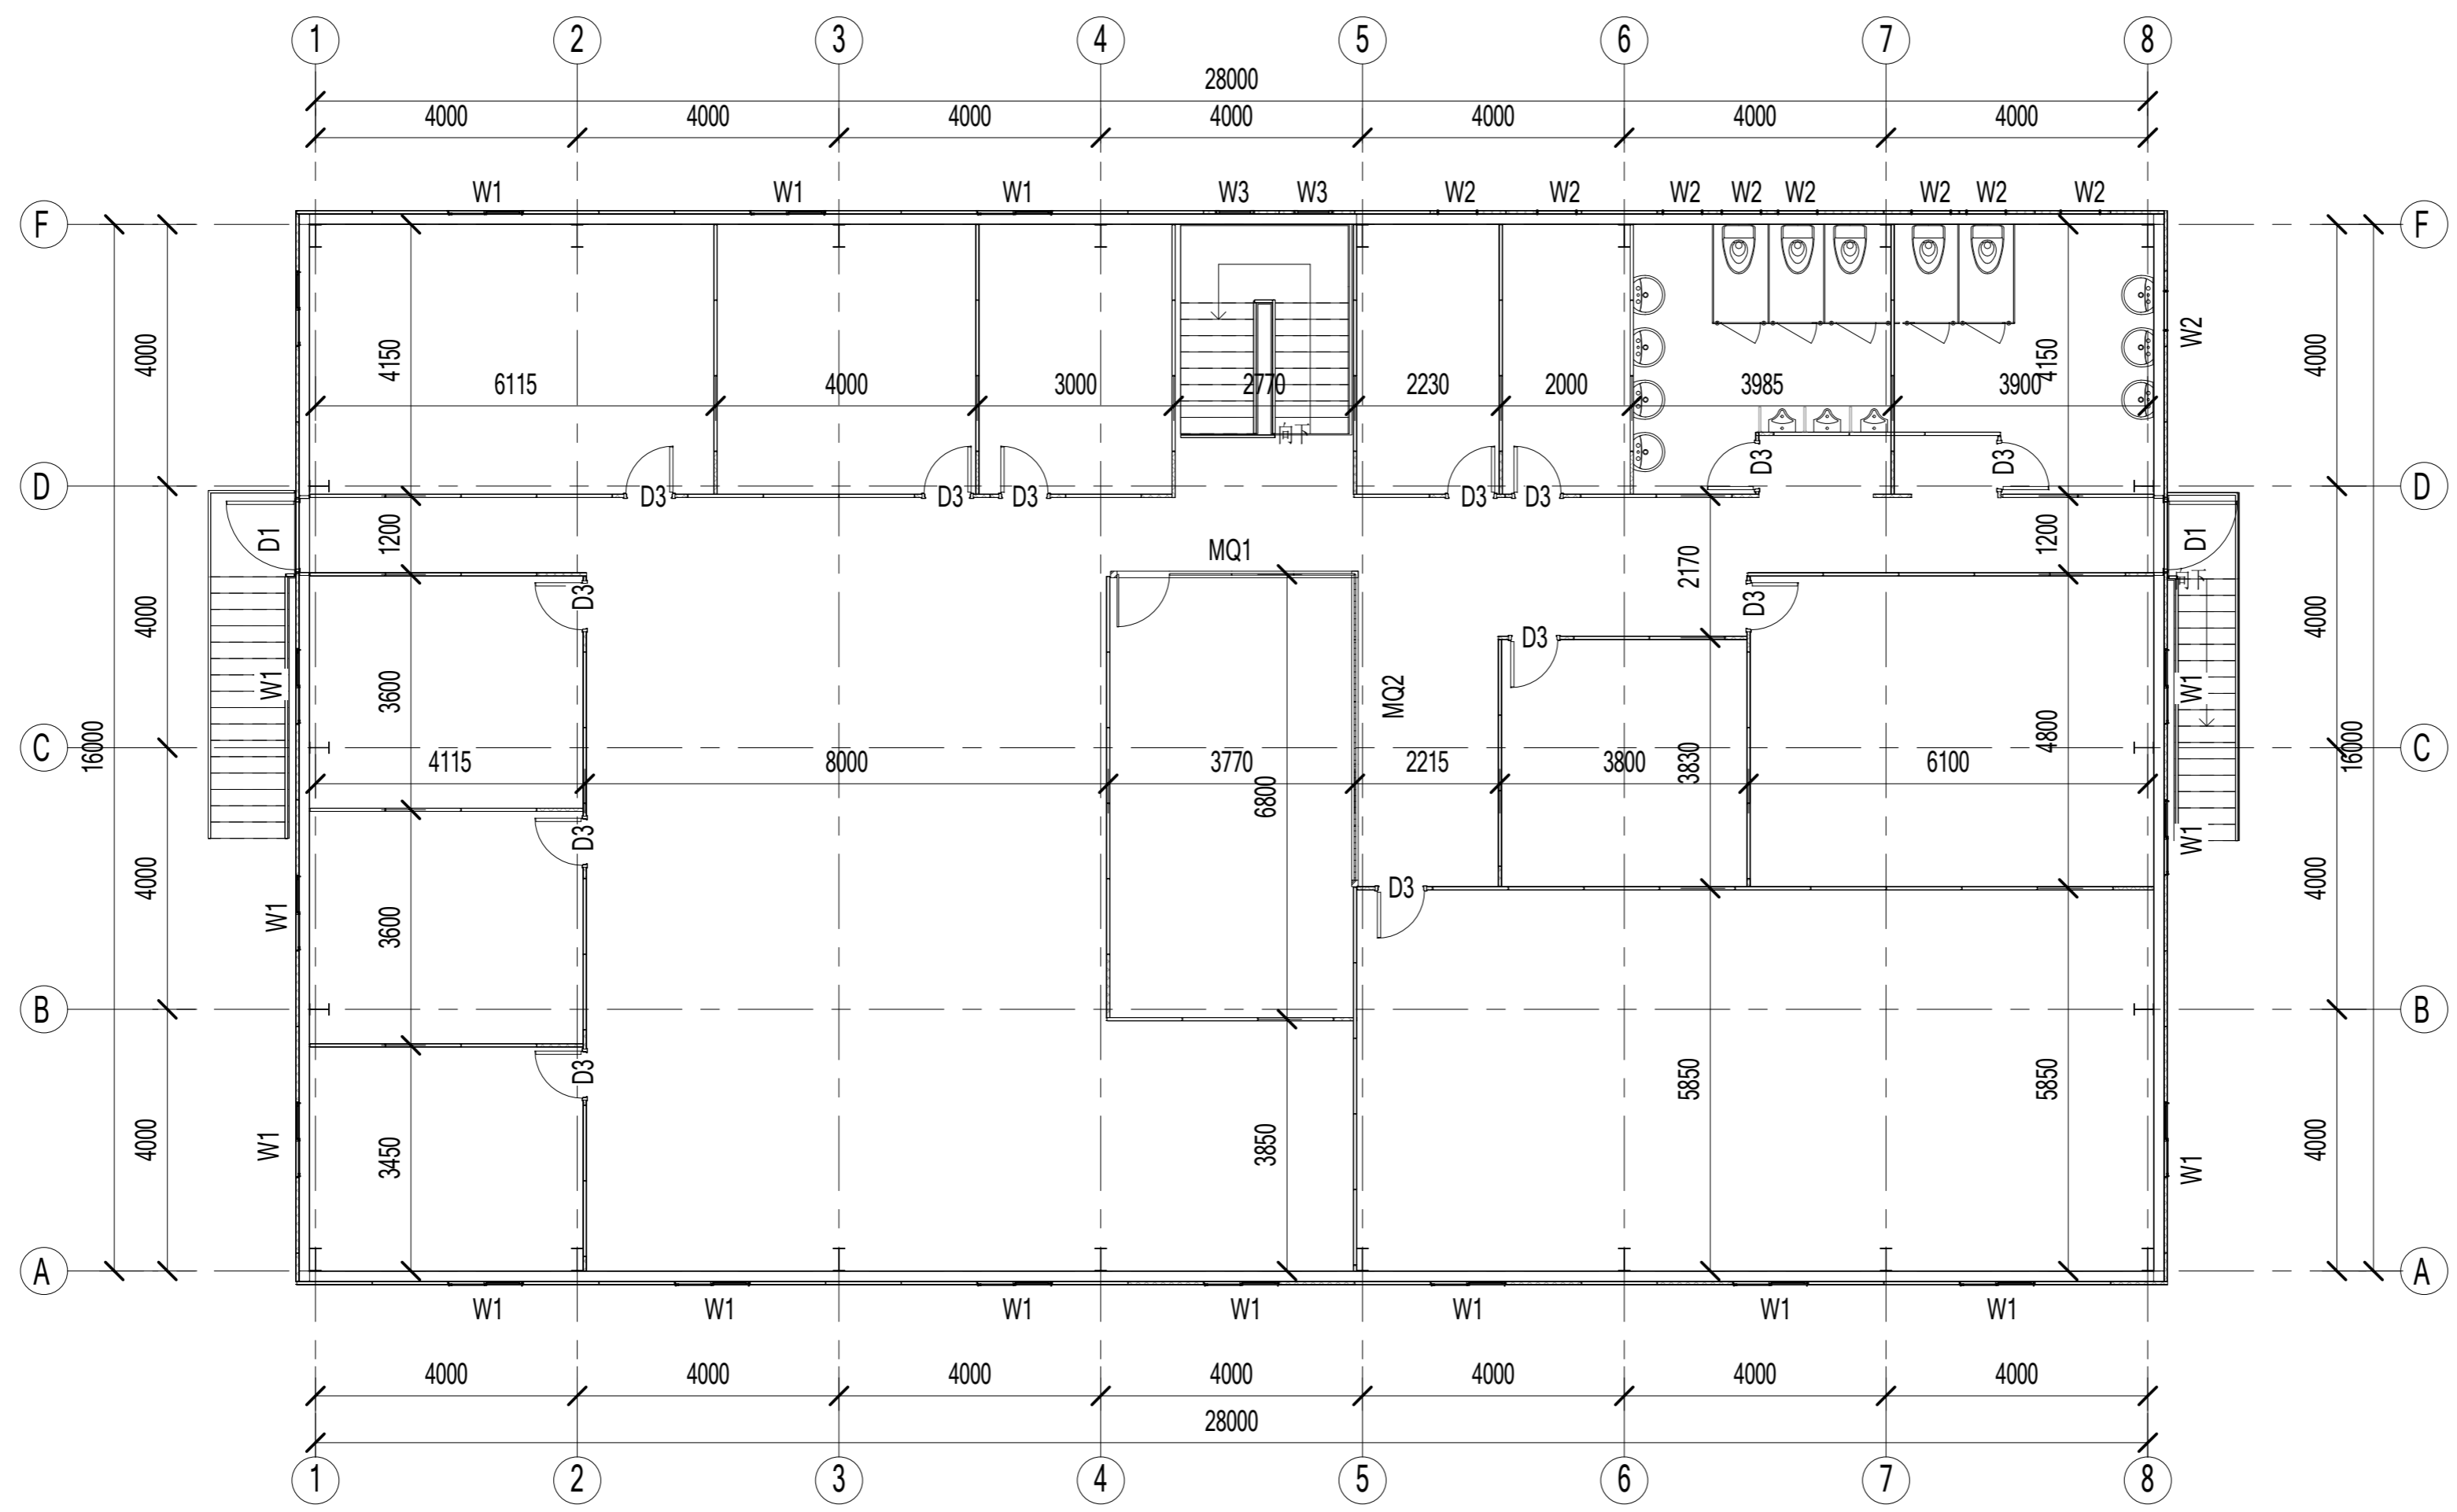 1 2 3 4 5 6 7 8
28000
4000 4000 4000 4000 4000 4000 4000
W1 W1 W1 W3 W3 W2 W2 W2 W2 W2 W2 W2 W2
F F
4000 4150 W2 4150 4000
6115 4000 3000 2770 2230 2000 3985 3900
向下
D3 D3
D D
D3 D3 D3 D3 D3
D1 1200 MQ1 2170 1200 D1
向下
D3 D3
4000 4000
D3
3600 W1 MQ2 W1
C C
16000 4800 16000
4115 8000 3770 2215 3800 6100
3830
6800
D3 W1
4000 D3 4000
W1 3600
B B
D3 5850 5850
4000 3450 W1 3850 W1 4000
A A
W1 W1 W1 W1 W1 W1 W1
4000 4000 4000 4000 4000 4000 4000
28000
1 2 3 4 5 6 7 8